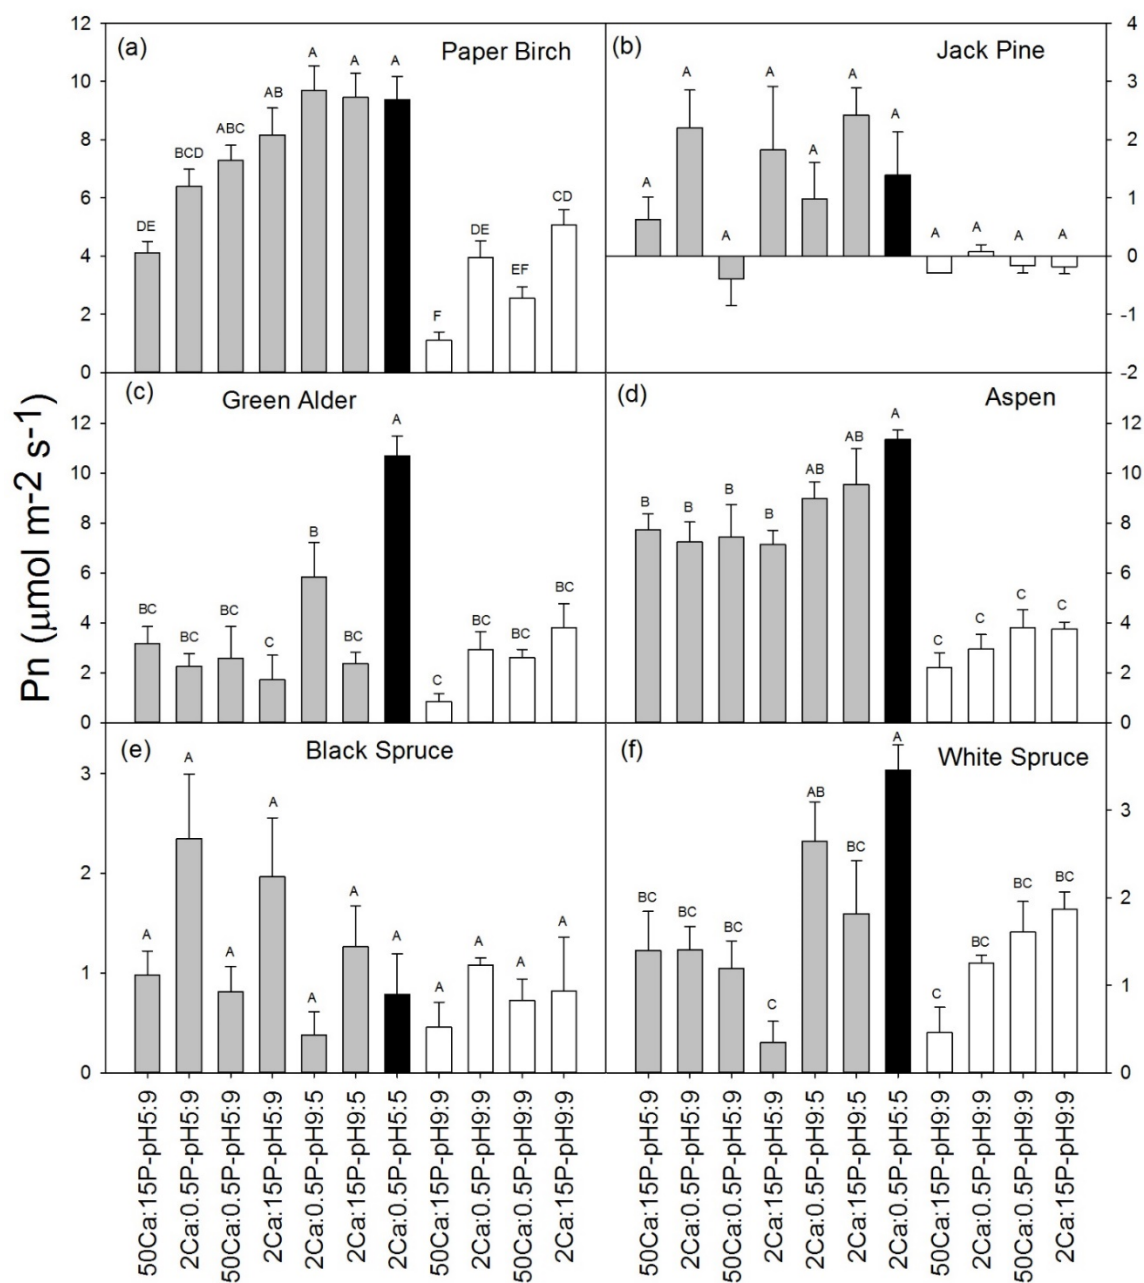 Pn (μmol m-2 s-1)
(a)
Paper Birch
12
10
8
6
4
2
0
DE
BCD
ABC
AB
A
A
A
F
DE
EF
CD
(b)
Jack Pine
4
3
2
1
0
-1
-2
A
A
A
A
A
A
A
A
A
A
A
(c)
Green Alder
12
10
8
6
4
2
0
BC
BC
BC
C
B
BC
A
C
BC
BC
BC
(d)
Aspen
12
10
8
6
4
2
0
B
B
B
B
AB
AB
A
C
C
C
C
(e)
Black Spruce
3
2
1
0
A
A
A
A
A
A
A
A
A
A
A
(f)
White Spruce
3
2
1
0
BC
BC
BC
C
AB
BC
A
C
BC
BC
BC
50Ca:15P-pH5:9
2Ca:0.5P-pH5:9
50Ca:0.5P-pH5:9
2Ca:15P-pH5:9
2Ca:0.5P-pH9:5
2Ca:15P-pH9:5
2Ca:0.5P-pH5:5
50Ca:15P-pH9:9
2Ca:0.5P-pH9:9
50Ca:0.5P-pH9:9
2Ca:15P-pH9:9
50Ca:15P-pH5:9
2Ca:0.5P-pH5:9
50Ca:0.5P-pH5:9
2Ca:15P-pH5:9
2Ca:0.5P-pH9:5
2Ca:15P-pH9:5
2Ca:0.5P-pH5:5
50Ca:15P-pH9:9
2Ca:0.5P-pH9:9
50Ca:0.5P-pH9:9
2Ca:15P-pH9:9